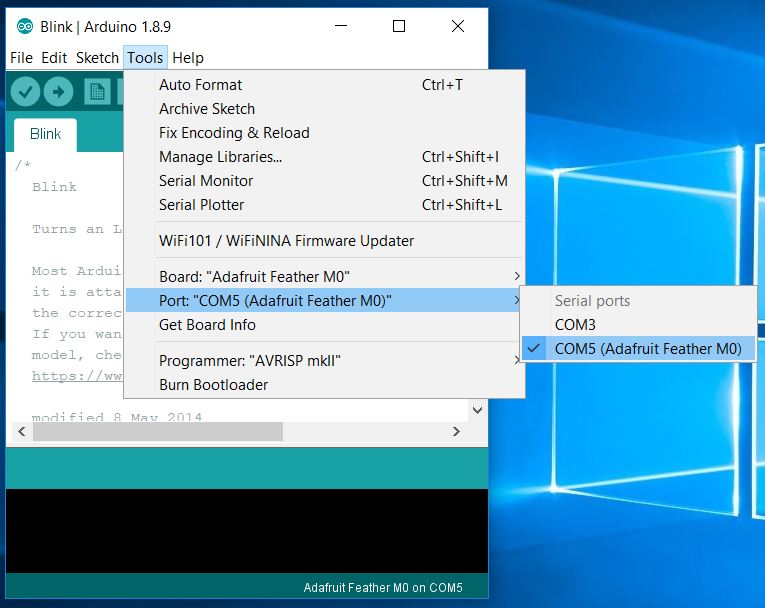 Blink | Arduino 1.8.9
File Edit Sketch Tools Help
Blink
/*
Blink
Turns an L
Most Ardui
it is atta
the correc
If you wan
model, che
https://ww
modified 8 May 2014
Auto Format Ctrl+T
Archive Sketch
Fix Encoding & Reload
Manage Libraries... Ctrl+Shift+I
Serial Monitor Ctrl+Shift+M
Serial Plotter Ctrl+Shift+L
WiFi101 / WiFiNINA Firmware Updater
Board: "Adafruit Feather M0"
Port: "COM5 (Adafruit Feather M0)"
Get Board Info
Programmer: "AVRISP mkII"
Burn Bootloader
Serial ports
COM3
COM5 (Adafruit Feather M0)
Adafruit Feather M0 on COM5